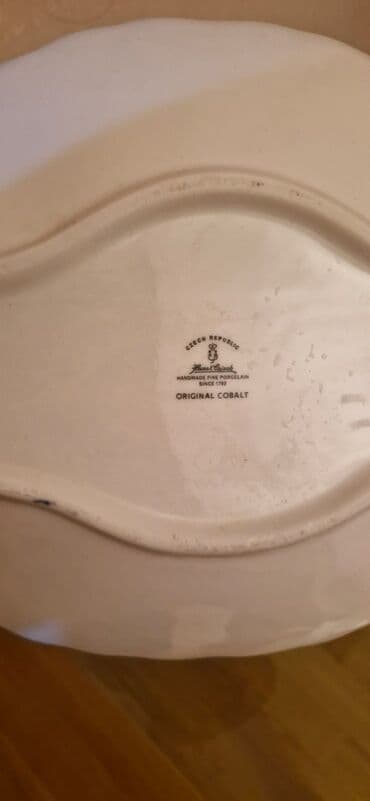 CZECH REPUBLIC
HANDMADE FINE PORCELAIN
SINCE 1792
ORIGINAL COBALT